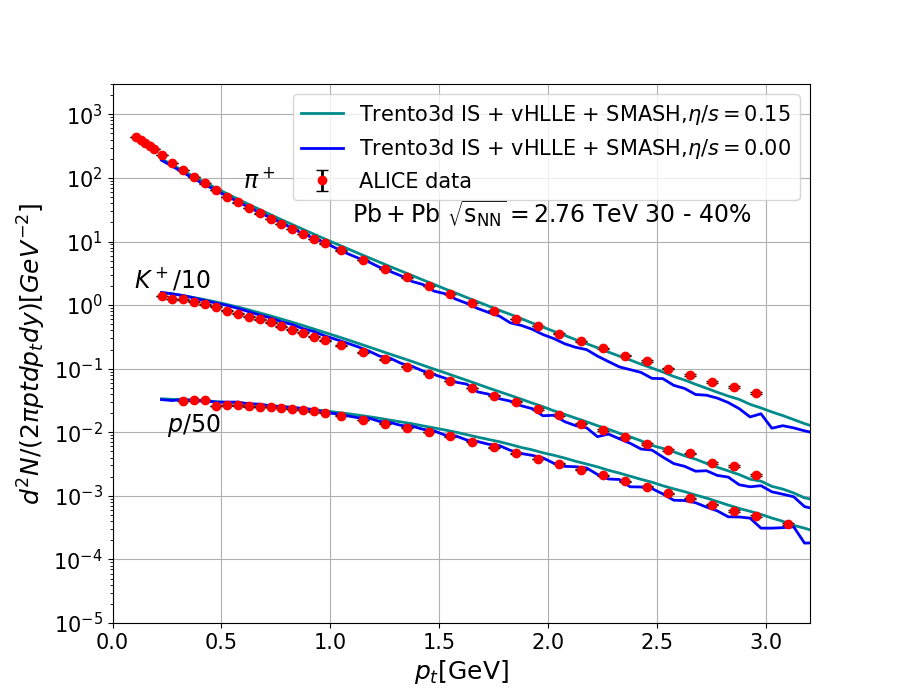 Trento3d IS + vHLLE + SMASH,η/s = 0.15
Trento3d IS + vHLLE + SMASH,η/s = 0.00
ALICE data
Pb + Pb √s_NN = 2.76 TeV 30 - 40%
π⁺
K⁺/10
p/50
d²N/(2πptdp_tdy)[GeV⁻²]
10³
10²
10¹
10⁰
10⁻¹
10⁻²
10⁻³
10⁻⁴
10⁻⁵
0.0 0.5 1.0 1.5 2.0 2.5 3.0
p_t[GeV]